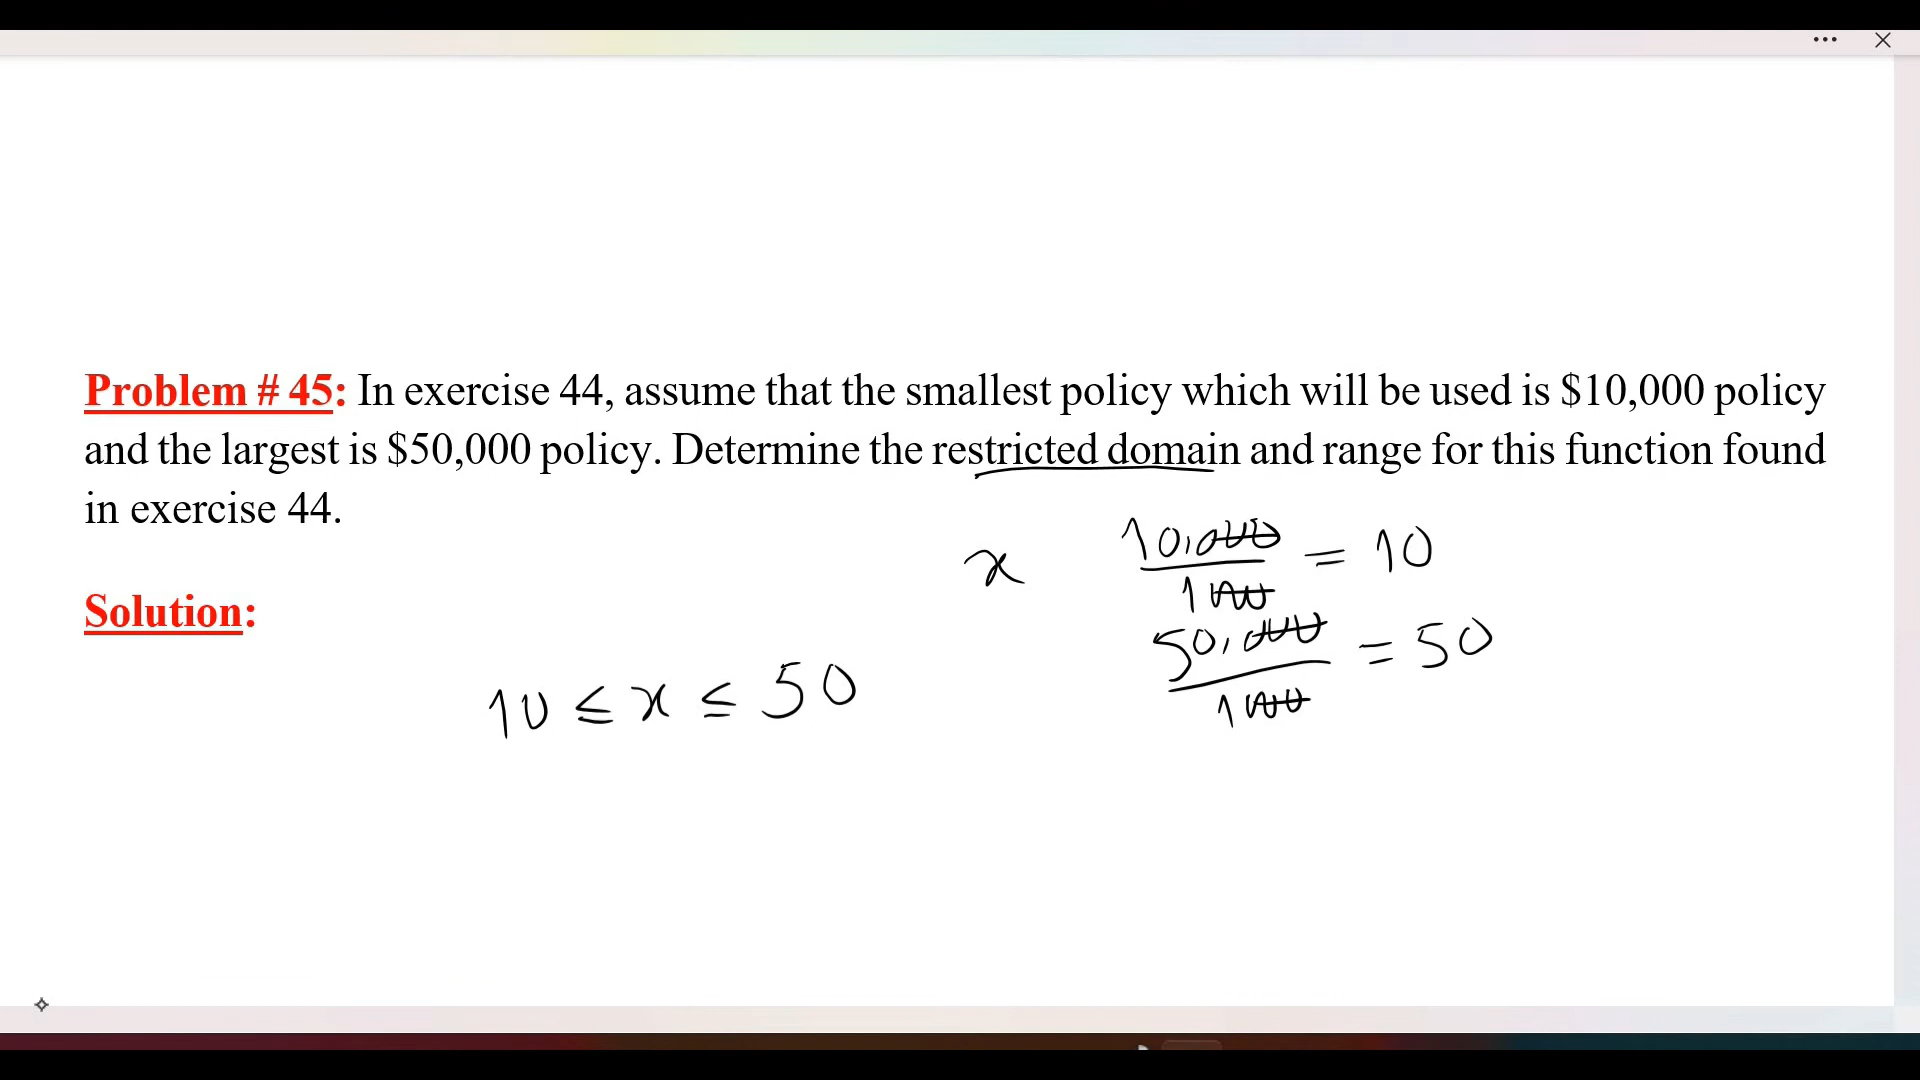 Problem # 45: In exercise 44, assume that the smallest policy which will be used is $10,000 policy
and the largest is $50,000 policy. Determine the restricted domain and range for this function found
in exercise 44.
x 10,000/1000 = 10
Solution:
50,000/1000 = 50
10 ≤ x ≤ 50